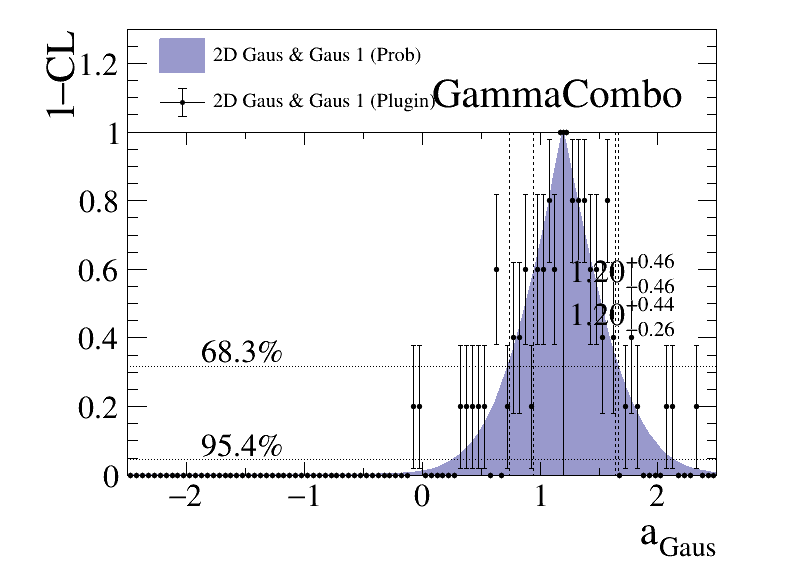 1–CL
2D Gaus & Gaus 1 (Prob)
2D Gaus & Gaus 1 (Plugin)
GammaCombo
1.2
1
0.8
0.6
0.4
0.2
0
1.20 +0.46 −0.46
1.20 +0.44 −0.26
68.3%
95.4%
−2 −1 0 1 2
a Gaus